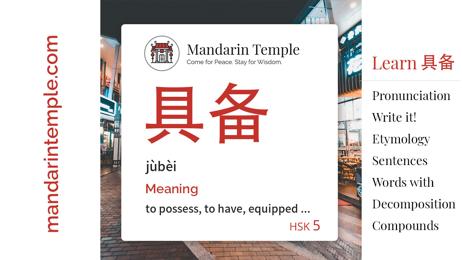 mandarintemple.com
Mandarin Temple
Come for Peace. Stay for Wisdom.
具备
jùbèi
Meaning
to possess, to have, equipped ...
HSK 5
Learn 具备
Pronunciation
Write it!
Etymology
Sentences
Words with
Decomposition
Compounds